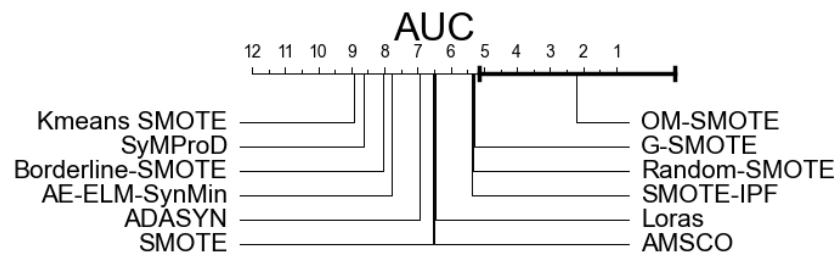 AUC
12 11 10 9 8 7 6 5 4 3 2 1
Kmeans SMOTE OM-SMOTE
SyMProD G-SMOTE
Borderline-SMOTE Random-SMOTE
AE-ELM-SynMin SMOTE-IPF
ADASYN Loras
SMOTE AMSCO